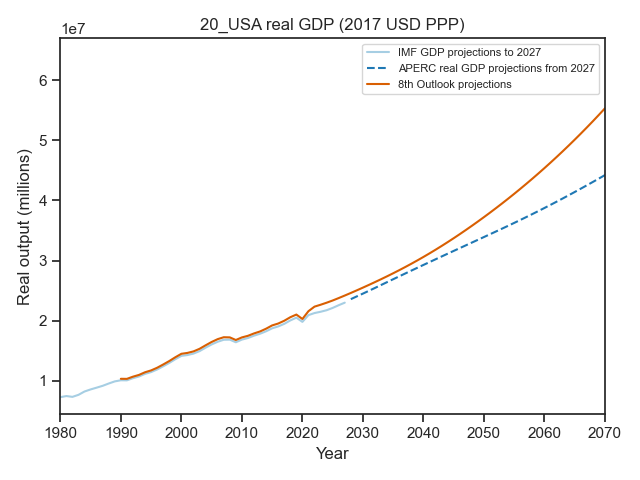 20_USA real GDP (2017 USD PPP)
1e7
IMF GDP projections to 2027
APERC real GDP projections from 2027
8th Outlook projections
6
5
4
3
2
1
Real output (millions)
1980 1990 2000 2010 2020 2030 2040 2050 2060 2070
Year